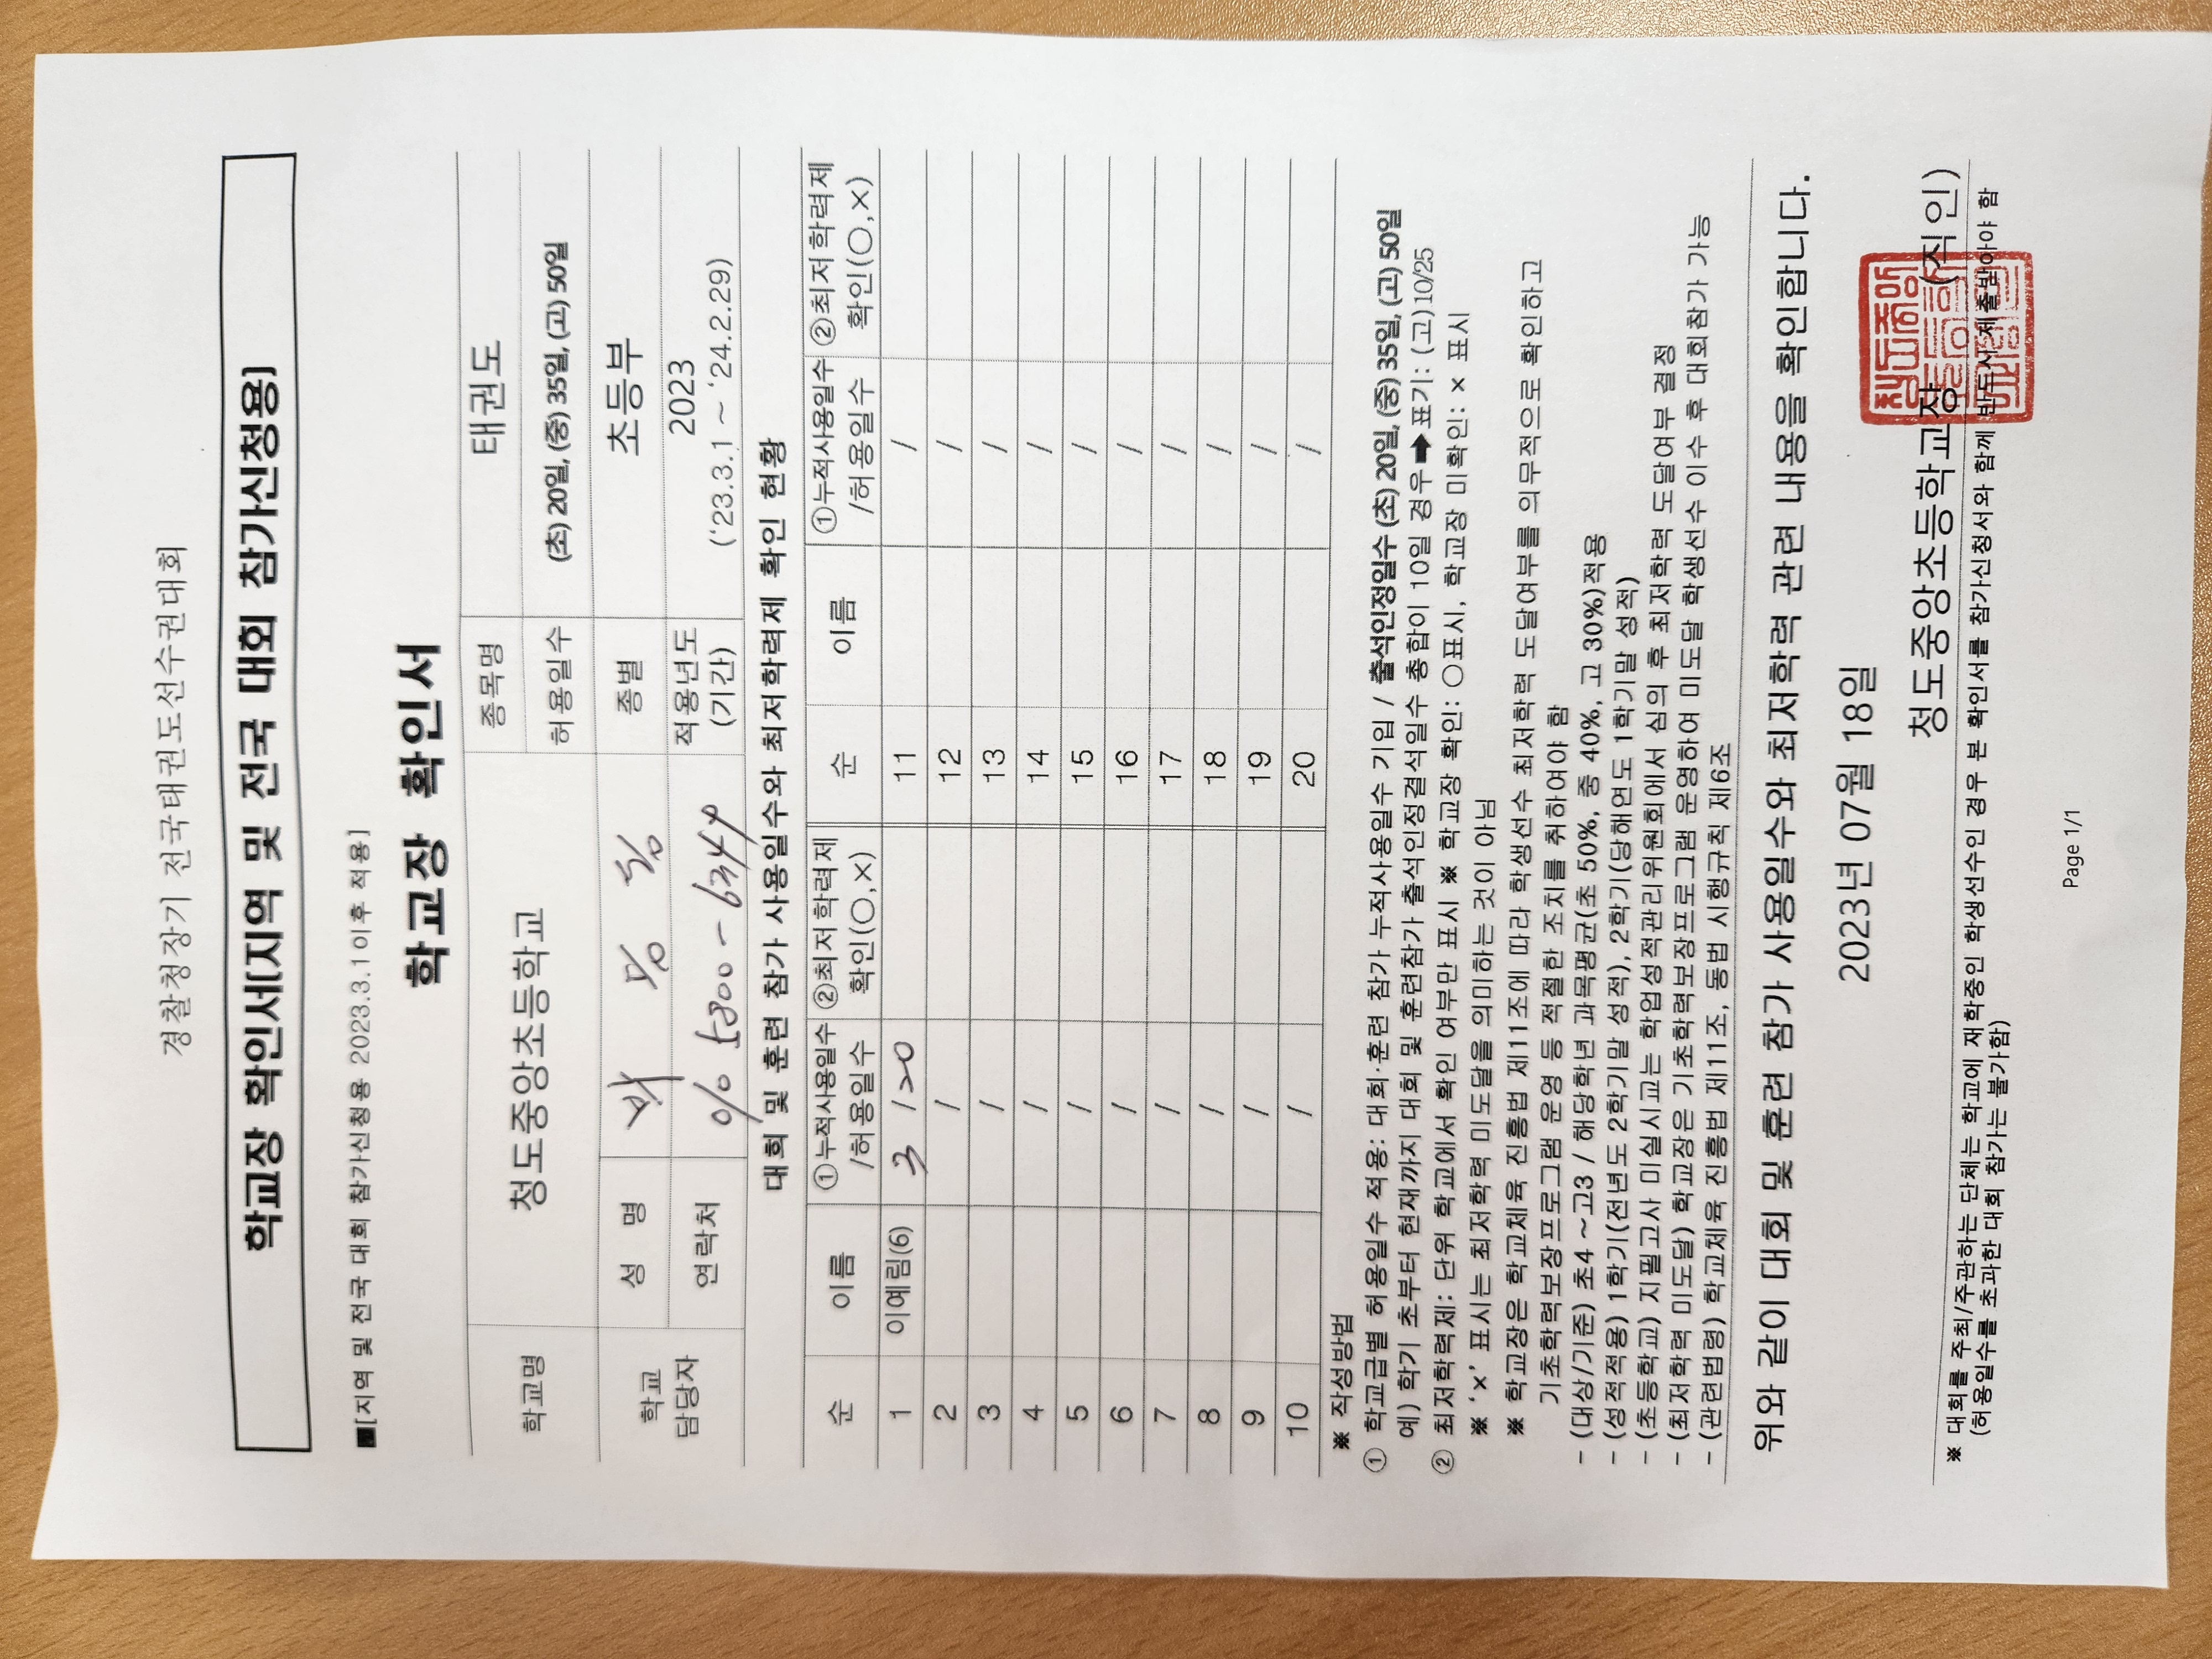 경찰청장기 전국태권도선수권대회
학교장 확인서[지역 및 전국 대회 참가신청용]
■[지역 및 전국 대회 참가신청용 2023.3.1이후 적용]
학교장 확인서
학교명 청도중앙초등학교 종목명 태권도
허용일수 (초) 20일, (중) 35일, (고) 50일
학교 담당자 성 명 종별 초등부
연락처 010 5800 - 6344 적용년도 (기간) 2023 ('23.3.1 ~ '24.2.29)
대회 및 훈련 참가 사용일수와 최저학력제 확인 현황
순 이름 ①누적사용일수 /허용일수 ②최저학력제 확인(○,×) 순 이름 ①누적사용일수 /허용일수 ②최저학력제 확인(○,×)
1 이예림(6) 3 / 20 11 /
2 / 12 /
3 / 13 /
4 / 14 /
5 / 15 /
6 / 16 /
7 / 17 /
8 / 18 /
9 / 19 /
10 / 20 /
※ 작성방법
① 학교급별 허용일수 적용: 대회·훈련 참가 누적사용일수 기입 / 출석인정일수 (초) 20일, (중) 35일, (고) 50일
예) 학기 초부터 현재까지 대회 및 훈련참가 출석인정결석일수 총합이 10일 경우 ➡ 표기: (고)10/25
② 최저학력제: 단위 학교에서 확인 여부만 표시 ※ 학교장 확인: ○표시, 학교장 미확인: × 표시
※ '×' 표시는 최저학력 미도달을 의미하는 것이 아님
※ 학교장은 학교체육 진흥법 제11조에 따라 학생선수 최저학력 도달여부를 의무적으로 확인하고
기초학력보장프로그램 운영 등 적절한 조치를 취하여야 함
- (대상/기준) 초4 ~ 고3 / 해당학년 과목평균(초 50%, 중 40%, 고 30%)적용
- (성적적용) 1학기(전년도 2학기말 성적), 2학기(당해연도 1학기말 성적)
- (초등학교) 지필고사 미실시교는 학업성적관리위원회에서 심의 후 최저학력 도달여부 결정
- (최저학력 미도달) 학교장은 기초학력보장프로그램 운영하여 미도달 학생선수 이수 후 대회참가 가능
- (관련법령) 학교체육 진흥법 제11조, 동법 시행규칙 제6조
위와 같이 대회 및 훈련 참가 사용일수와 최저학력 관련 내용을 확인합니다.
2023년 07월 18일
청도중앙초등학교장 (직인)
※ 대회를 주최/주관하는 단체는 학교에 재학중인 학생선수인 경우 본 확인서를 참가신청서와 함께 반드시 제출받아야 함
(허용일수를 초과한 대회 참가는 불가함)
Page 1/1